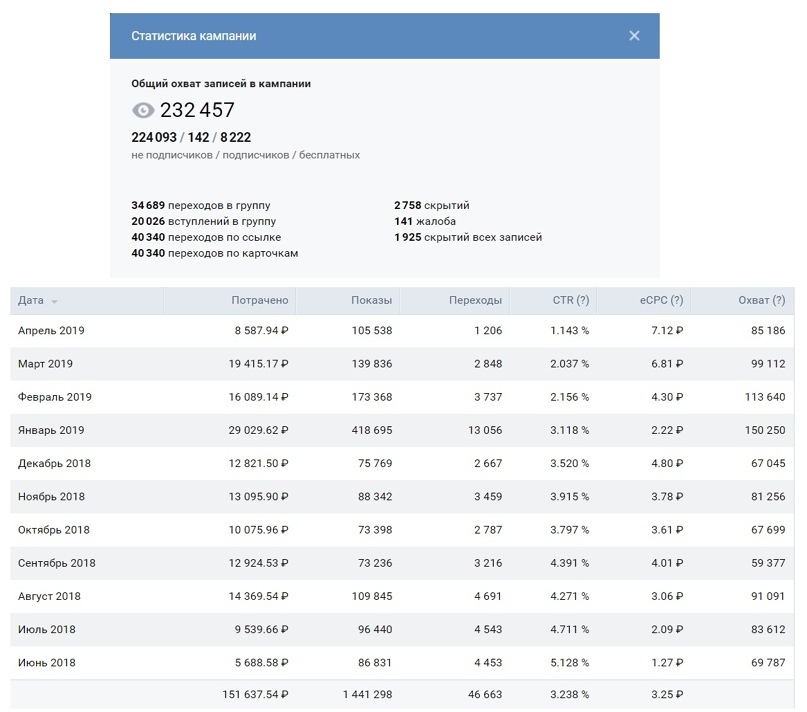 Статистика кампании
Общий охват записей в кампании
232 457
224 093 / 142 / 8 222
не подписчиков / подписчиков / бесплатных
34 689 переходов в группу 2 758 скрытий
20 026 вступлений в группу 141 жалоба
40 340 переходов по ссылке 1 925 скрытий всех записей
40 340 переходов по карточкам
Дата Потрачено Показы Переходы CTR (?) eCPC (?) Охват (?)
Апрель 2019 8 587.94 ₽ 105 538 1 206 1.143 % 7.12 ₽ 85 186
Март 2019 19 415.17 ₽ 139 836 2 848 2.037 % 6.81 ₽ 99 112
Февраль 2019 16 089.14 ₽ 173 368 3 737 2.156 % 4.30 ₽ 113 640
Январь 2019 29 029.62 ₽ 418 695 13 056 3.118 % 2.22 ₽ 150 250
Декабрь 2018 12 821.50 ₽ 75 769 2 667 3.520 % 4.80 ₽ 67 045
Ноябрь 2018 13 095.90 ₽ 88 342 3 459 3.915 % 3.78 ₽ 81 256
Октябрь 2018 10 075.96 ₽ 73 398 2 787 3.797 % 3.61 ₽ 67 699
Сентябрь 2018 12 924.53 ₽ 73 236 3 216 4.391 % 4.01 ₽ 59 377
Август 2018 14 369.54 ₽ 109 845 4 691 4.271 % 3.06 ₽ 91 091
Июль 2018 9 539.66 ₽ 96 440 4 543 4.711 % 2.09 ₽ 83 612
Июнь 2018 5 688.58 ₽ 86 831 4 453 5.128 % 1.27 ₽ 69 787
151 637.54 ₽ 1 441 298 46 663 3.238 % 3.25 ₽